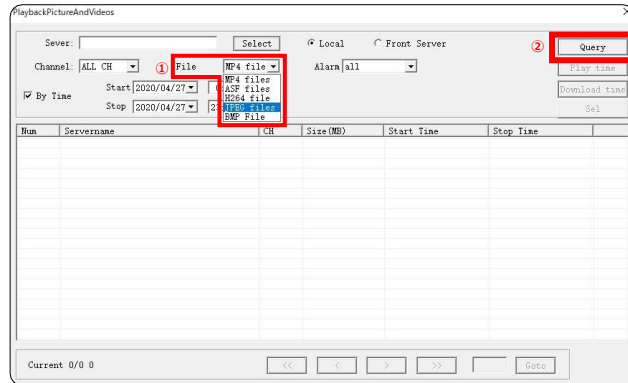 PlaybackPictureAndVideos
Sever: Select Local Front Server ② Query
Channel: ALL CH ① File MP4 file Alarm all Play time
MP4 files
ASF files
H264 file
JPEG files
BMP File
By Time Start 2020/04/27 Download time
Stop 2020/04/27 Sel
Num Servername CH Size(MB) Start Time Stop Time
Current 0/0 0 << < > >> Goto